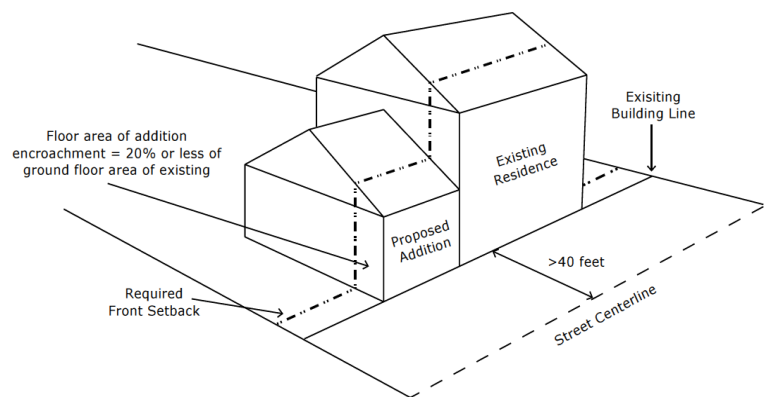 Exisiting
Building Line
Floor area of addition
encroachment = 20% or less of
ground floor area of existing
Existing
Residence
Proposed
Addition
>40 feet
Required
Front Setback
Street Centerline